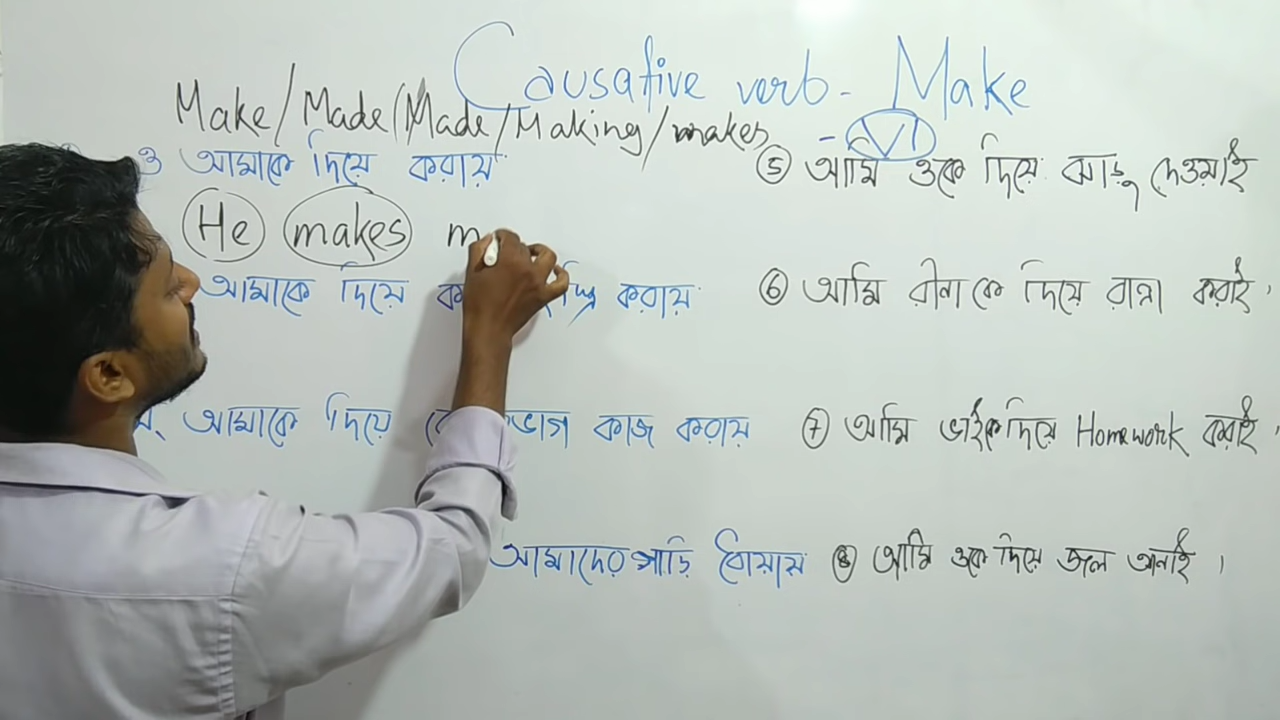 Causative verb - Make
Make/Made/Made/Making/makes - V1
ও আমাকে দিয়ে করায়
He makes m
আমাকে দিয়ে করায়
আমাকে দিয়ে কাজ করায়
আমাদের গাড়ি ধোয়ায়
⑤ আমি ওকে দিয়ে ঝাড়ু দেওয়াই
⑥ আমি রীনা কে দিয়ে রান্না করাই।
⑦ আমি ভাইকে দিয়ে Homework করাই।
⑧ আমি ওকে দিয়ে জল আনাই।